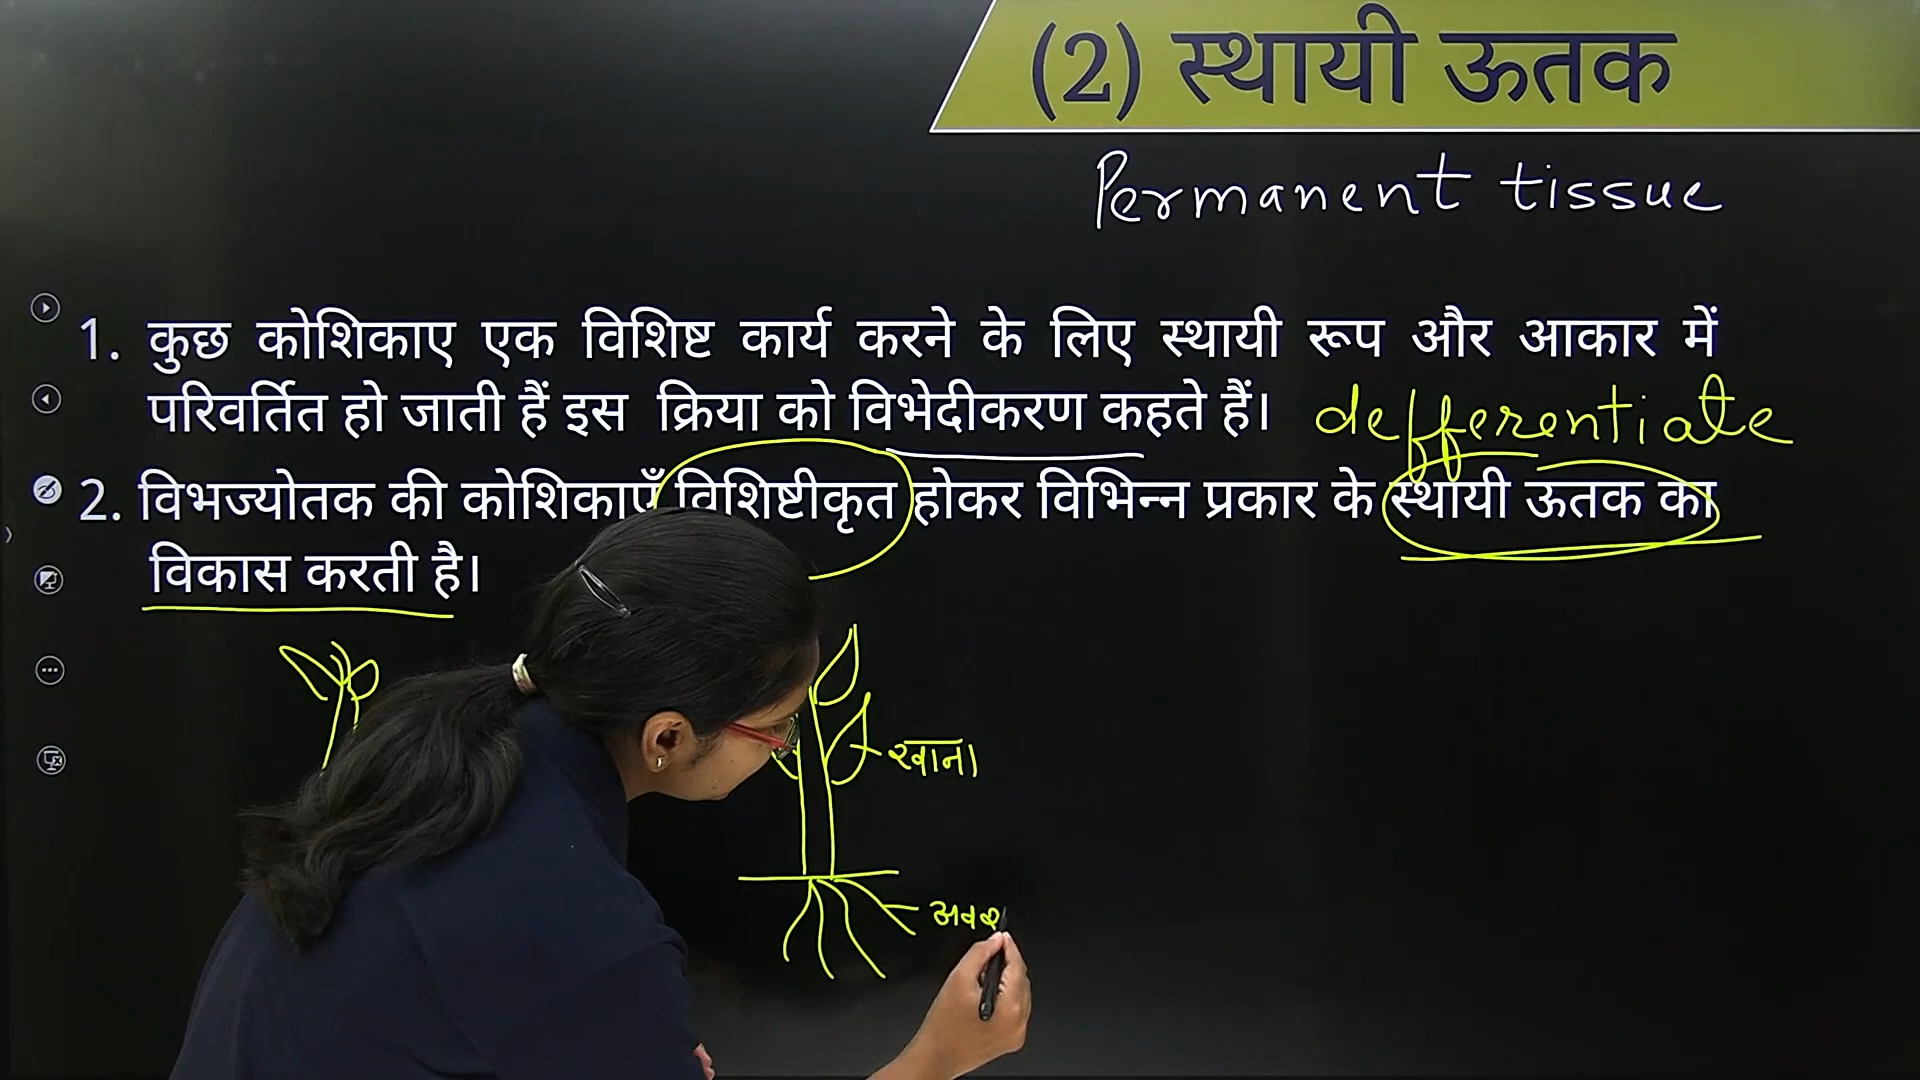 (2) स्थायी ऊतक
Permanent tissue
1. कुछ कोशिकाए एक विशिष्ट कार्य करने के लिए स्थायी रूप और आकार में
परिवर्तित हो जाती हैं इस क्रिया को विभेदीकरण कहते हैं।
defferentiate
2. विभज्योतक की कोशिकाएँ विशिष्टीकृत होकर विभिन्न प्रकार के स्थायी ऊतक का
विकास करती है।
खाना